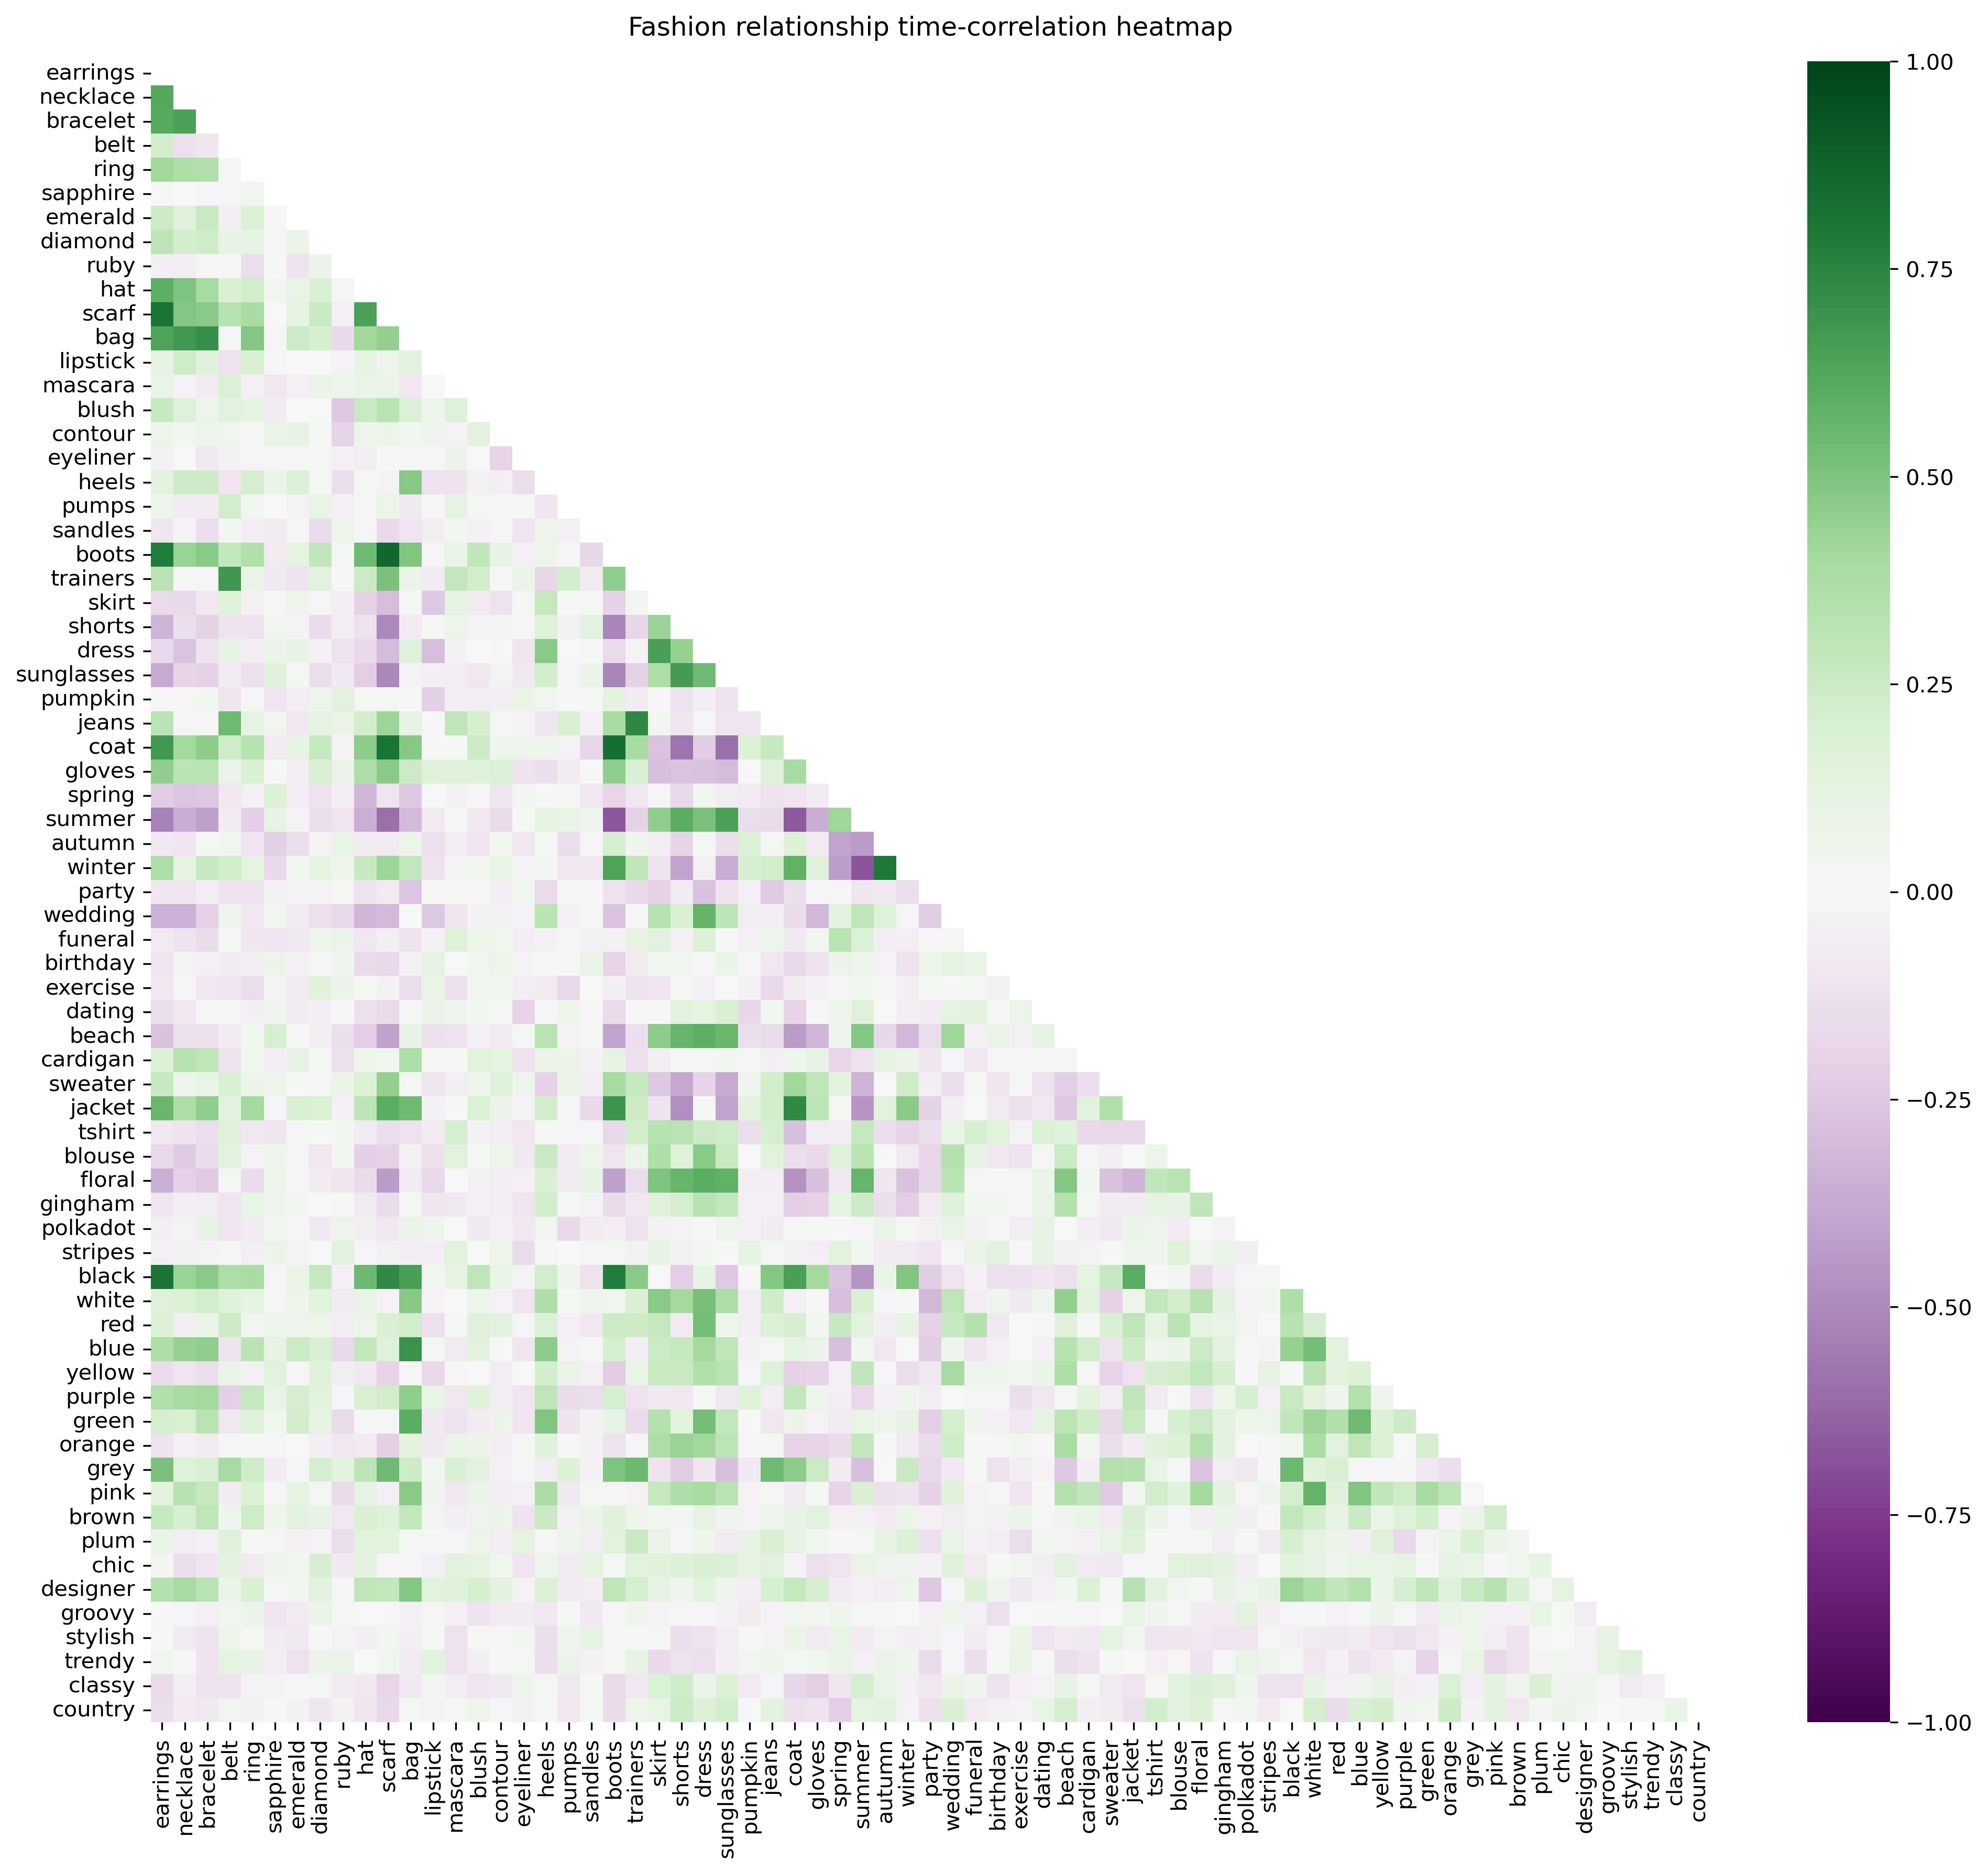 Fashion relationship time-correlation heatmap
earrings
necklace
bracelet
belt
ring
sapphire
emerald
diamond
ruby
hat
scarf
bag
lipstick
mascara
blush
contour
eyeliner
heels
pumps
sandles
boots
trainers
skirt
shorts
dress
sunglasses
pumpkin
jeans
coat
gloves
spring
summer
autumn
winter
party
wedding
funeral
birthday
exercise
dating
beach
cardigan
sweater
jacket
tshirt
blouse
floral
gingham
polkadot
stripes
black
white
red
blue
yellow
purple
green
orange
grey
pink
brown
plum
chic
designer
groovy
stylish
trendy
classy
country
earrings
necklace
bracelet
belt
ring
sapphire
emerald
diamond
ruby
hat
scarf
bag
lipstick
mascara
blush
contour
eyeliner
heels
pumps
sandles
boots
trainers
skirt
shorts
dress
sunglasses
pumpkin
jeans
coat
gloves
spring
summer
autumn
winter
party
wedding
funeral
birthday
exercise
dating
beach
cardigan
sweater
jacket
tshirt
blouse
floral
gingham
polkadot
stripes
black
white
red
blue
yellow
purple
green
orange
grey
pink
brown
plum
chic
designer
groovy
stylish
trendy
classy
country
1.00
0.75
0.50
0.25
0.00
−0.25
−0.50
−0.75
−1.00